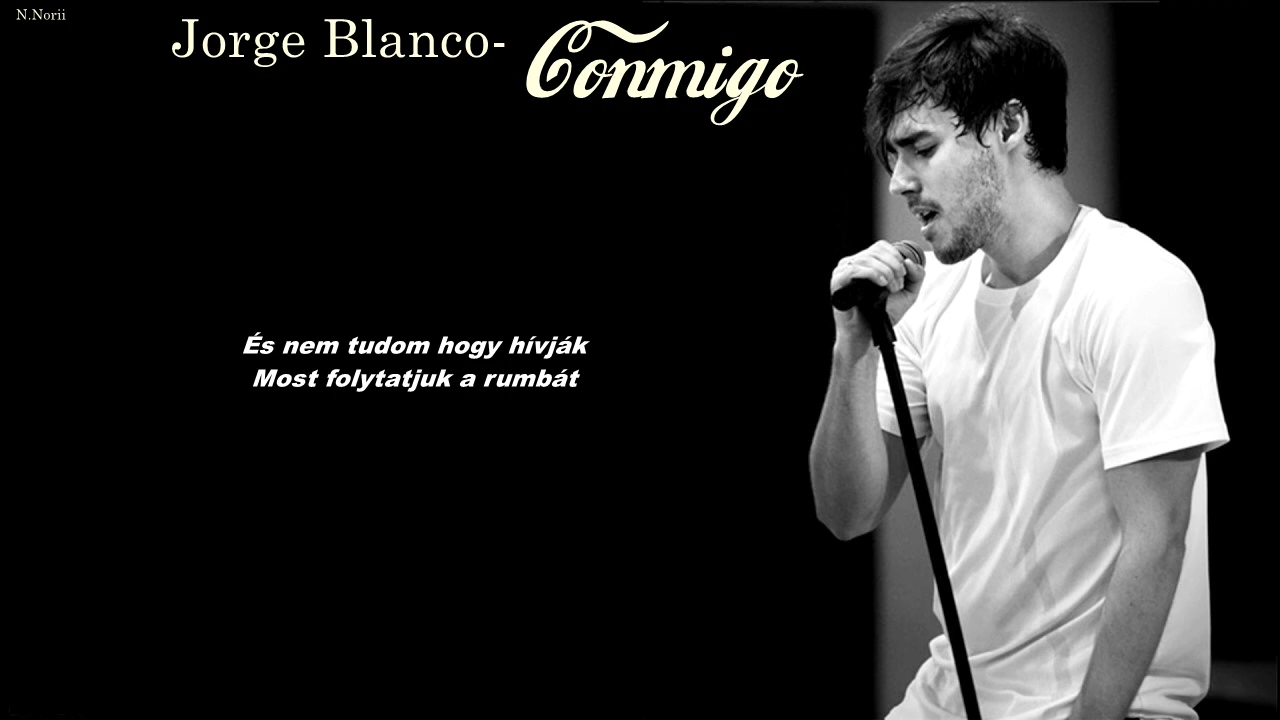 N.Norii
Jorge Blanco- Conmigo
És nem tudom hogy hívják
Most folytatjuk a rumbát